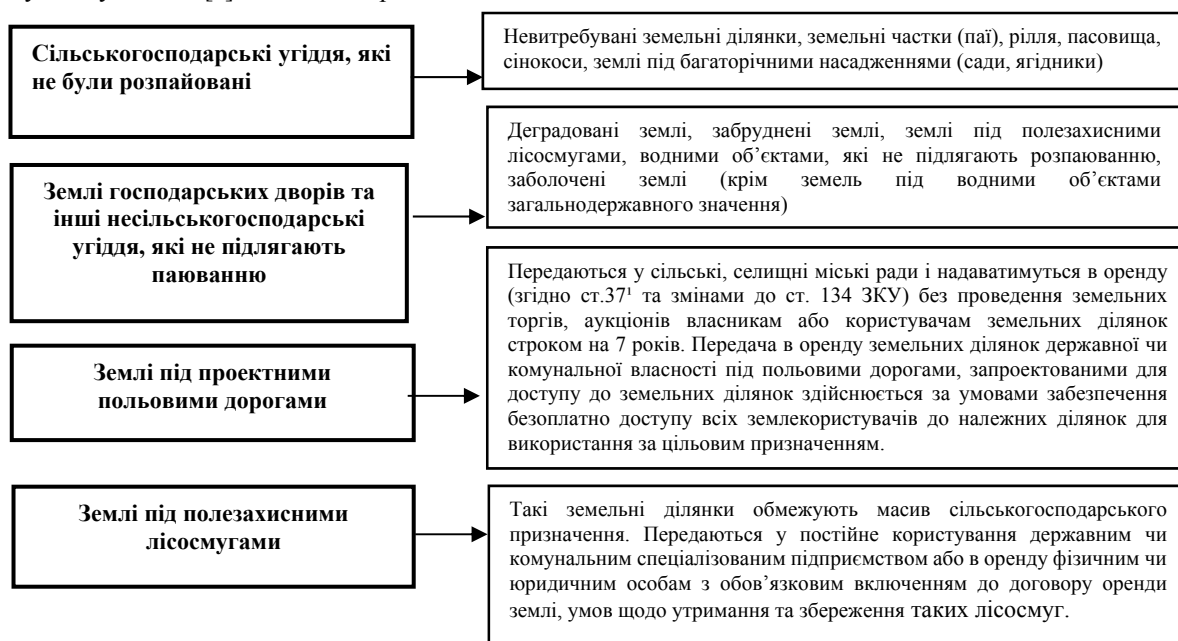 Сільськогосподарські угіддя, які
не були розпайовані
Невитребувані земельні ділянки, земельні частки (паї), рілля, пасовища,
сінокоси, землі під багаторічними насадженнями (сади, ягідники)
Землі господарських дворів та
інші несільськогосподарські
угіддя, які не підлягають
паюванню
Деградовані землі, забруднені землі, землі під полезахисними
лісосмугами, водними об’єктами, які не підлягають розпаюванню,
заболочені землі (крім земель під водними об’єктами
загальнодержавного значення)
Землі під проектними
польовими дорогами
Передаються у сільські, селищні міські ради і надаватимуться в оренду
(згідно ст.37¹ та змінами до ст. 134 ЗКУ) без проведення земельних
торгів, аукціонів власникам або користувачам земельних ділянок
строком на 7 років. Передача в оренду земельних ділянок державної чи
комунальної власності під польовими дорогами, запроектованими для
доступу до земельних ділянок здійснюється за умовами забезпечення
безоплатно доступу всіх землекористувачів до належних ділянок для
використання за цільовим призначенням.
Землі під полезахисними
лісосмугами
Такі земельні ділянки обмежують масив сільськогосподарського
призначення. Передаються у постійне користування державним чи
комунальним спеціалізованим підприємством або в оренду фізичним чи
юридичним особам з обов’язковим включенням до договору оренди
землі, умов щодо утримання та збереження таких лісосмуг.